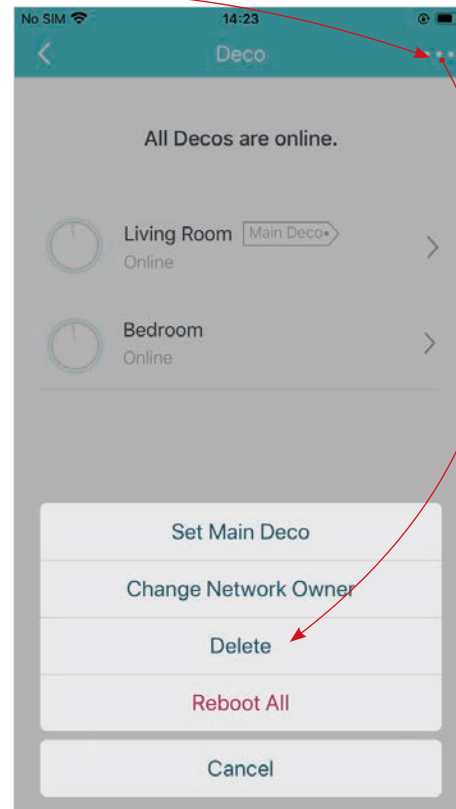 No SIM 14:23
Deco
All Decos are online.
Living Room Main Deco
Online
Bedroom
Online
Set Main Deco
Change Network Owner
Delete
Reboot All
Cancel